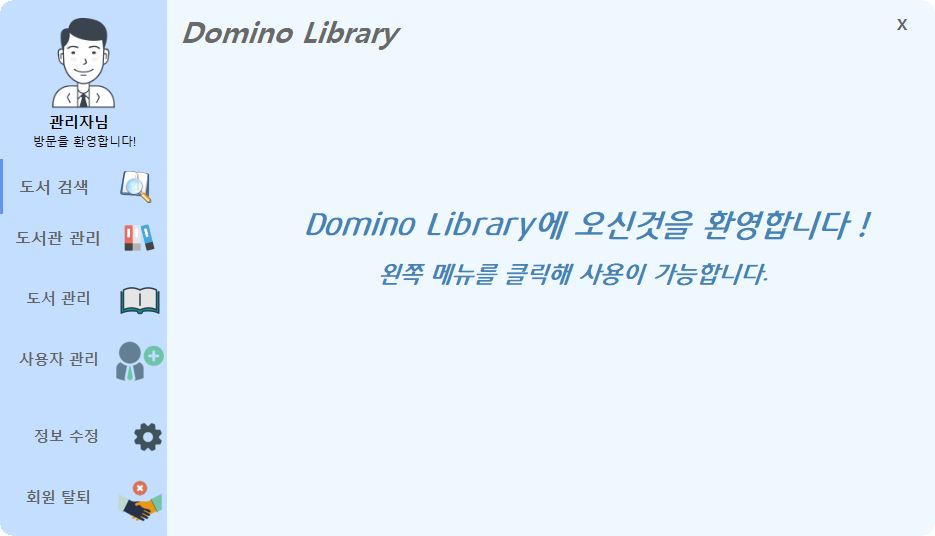 관리자님
방문을 환영합니다!
도서 검색
도서관 관리
도서 관리
사용자 관리
정보 수정
회원 탈퇴
Domino Library
X
Domino Library에 오신것을 환영합니다 !
왼쪽 메뉴를 클릭해 사용이 가능합니다.